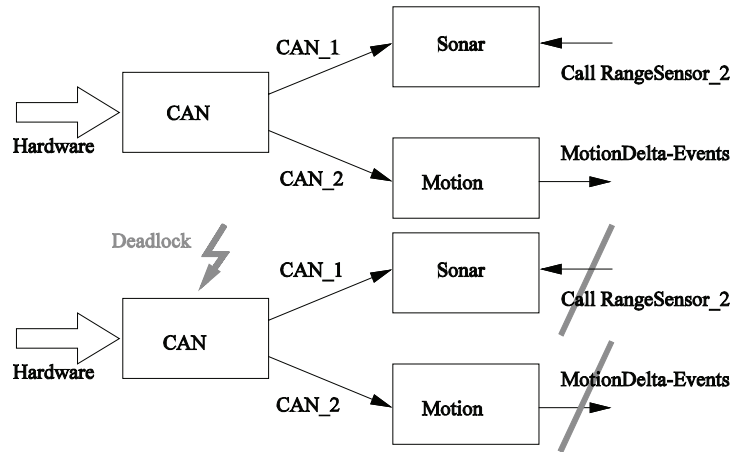 CAN_1
Sonar
Call RangeSensor_2
CAN
Hardware
MotionDelta-Events
CAN_2
Motion
Deadlock
CAN_1
Sonar
Call RangeSensor_2
CAN
Hardware
MotionDelta-Events
CAN_2
Motion